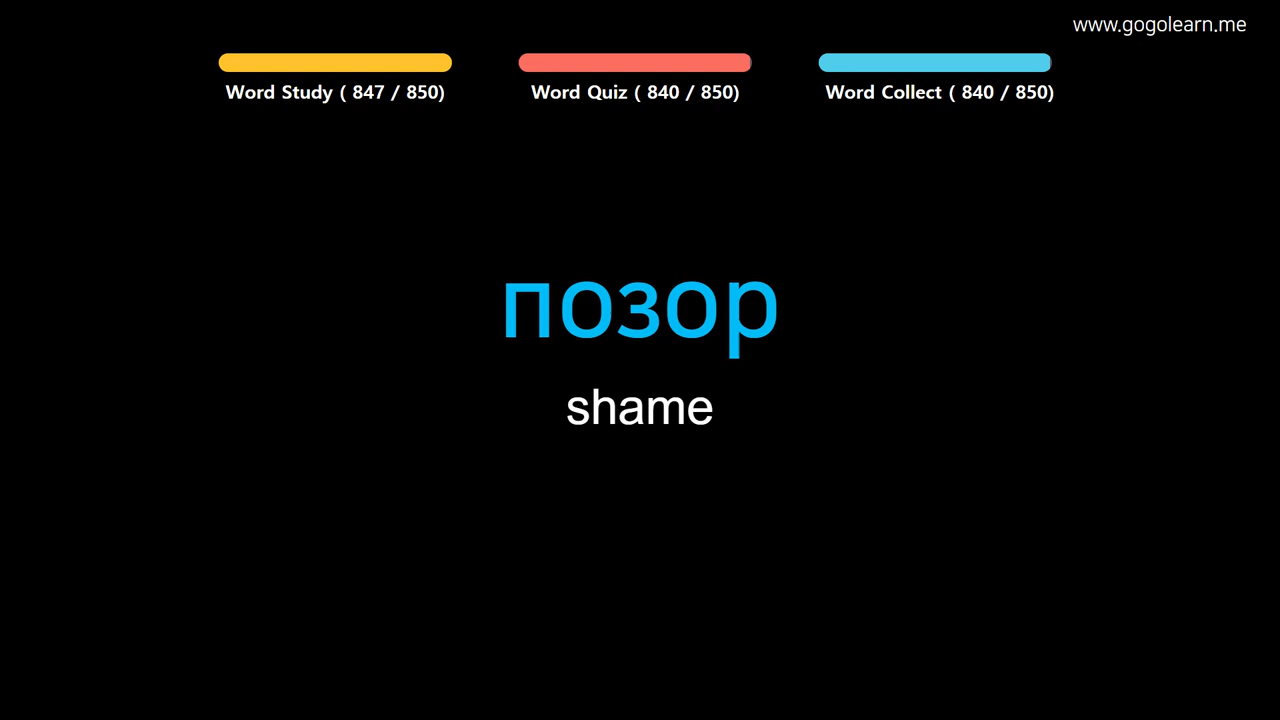 www.gogolearn.me
Word Study ( 847 / 850)
Word Quiz ( 840 / 850)
Word Collect ( 840 / 850)
позор
shame